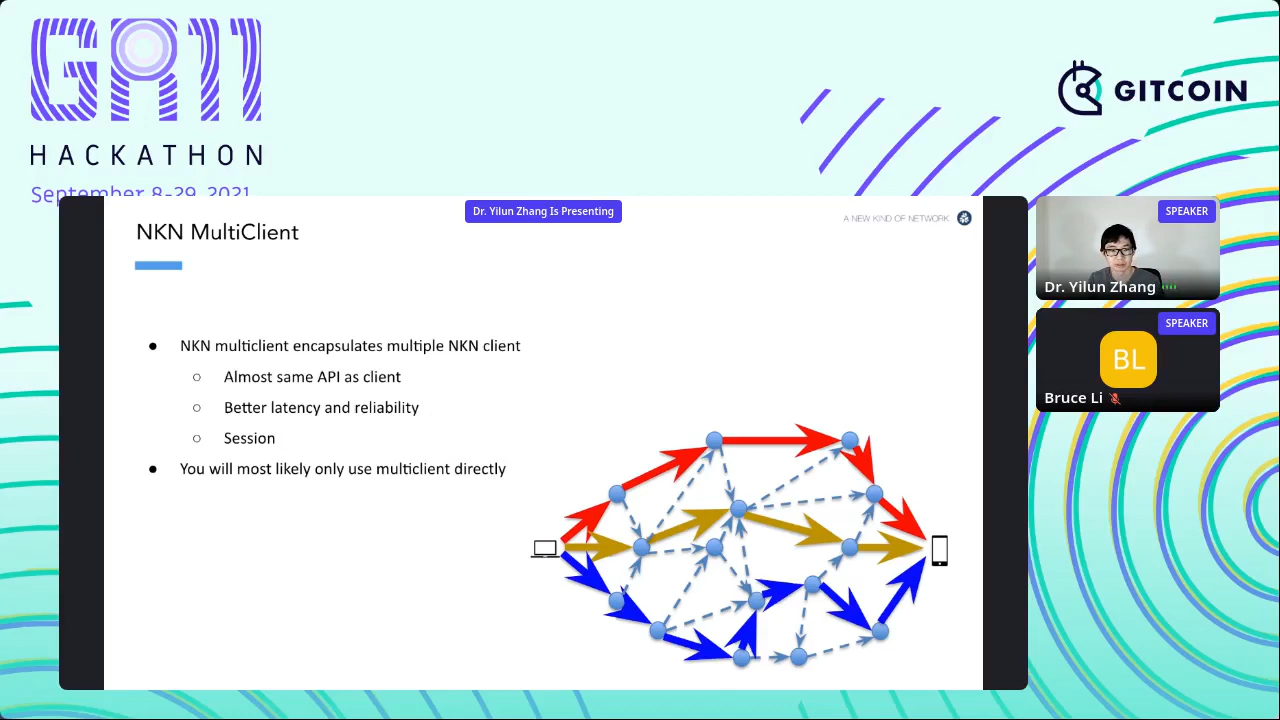 GR11
HACKATHON
September 8-29, 2021
GITCOIN
Dr. Yilun Zhang Is Presenting
A NEW KIND OF NETWORK
NKN MultiClient
● NKN multiclient encapsulates multiple NKN client
○ Almost same API as client
○ Better latency and reliability
○ Session
● You will most likely only use multiclient directly
SPEAKER
Dr. Yilun Zhang
SPEAKER
BL
Bruce Li